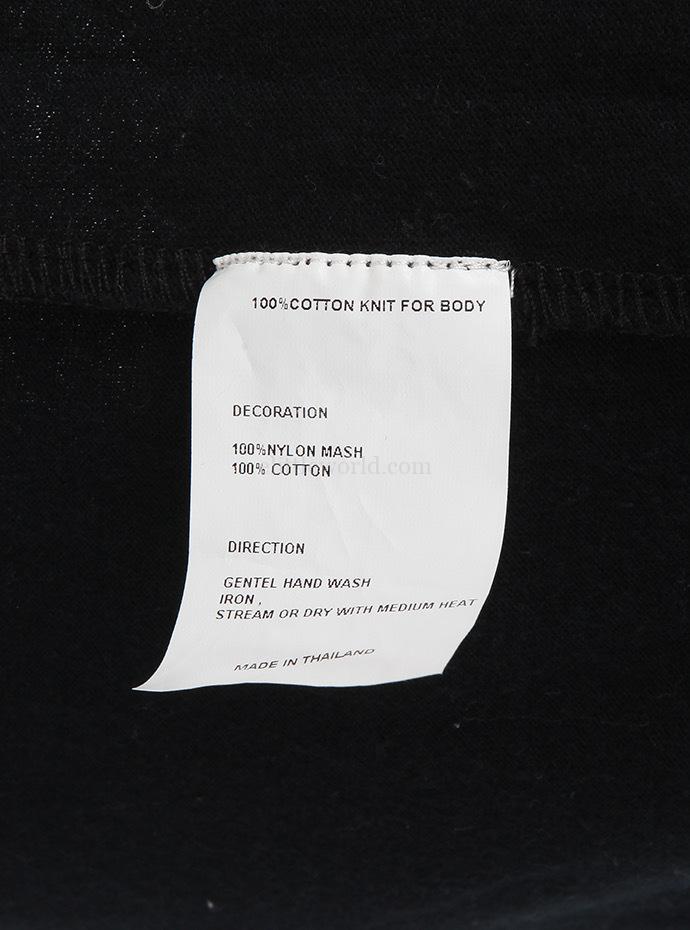 100%COTTON KNIT FOR BODY
DECORATION
100%NYLON MASH
100% COTTON
DIRECTION
GENTEL HAND WASH
IRON ,
STREAM OR DRY WITH MEDIUM HEAT
MADE IN THAILAND